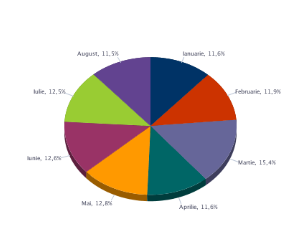 August, 11,5%
Ianuarie, 11,6%
Iulie, 12,5%
Februarie, 11,9%
Iunie, 12,6%
Martie, 15,4%
Mai, 12,8%
Aprilie, 11,6%